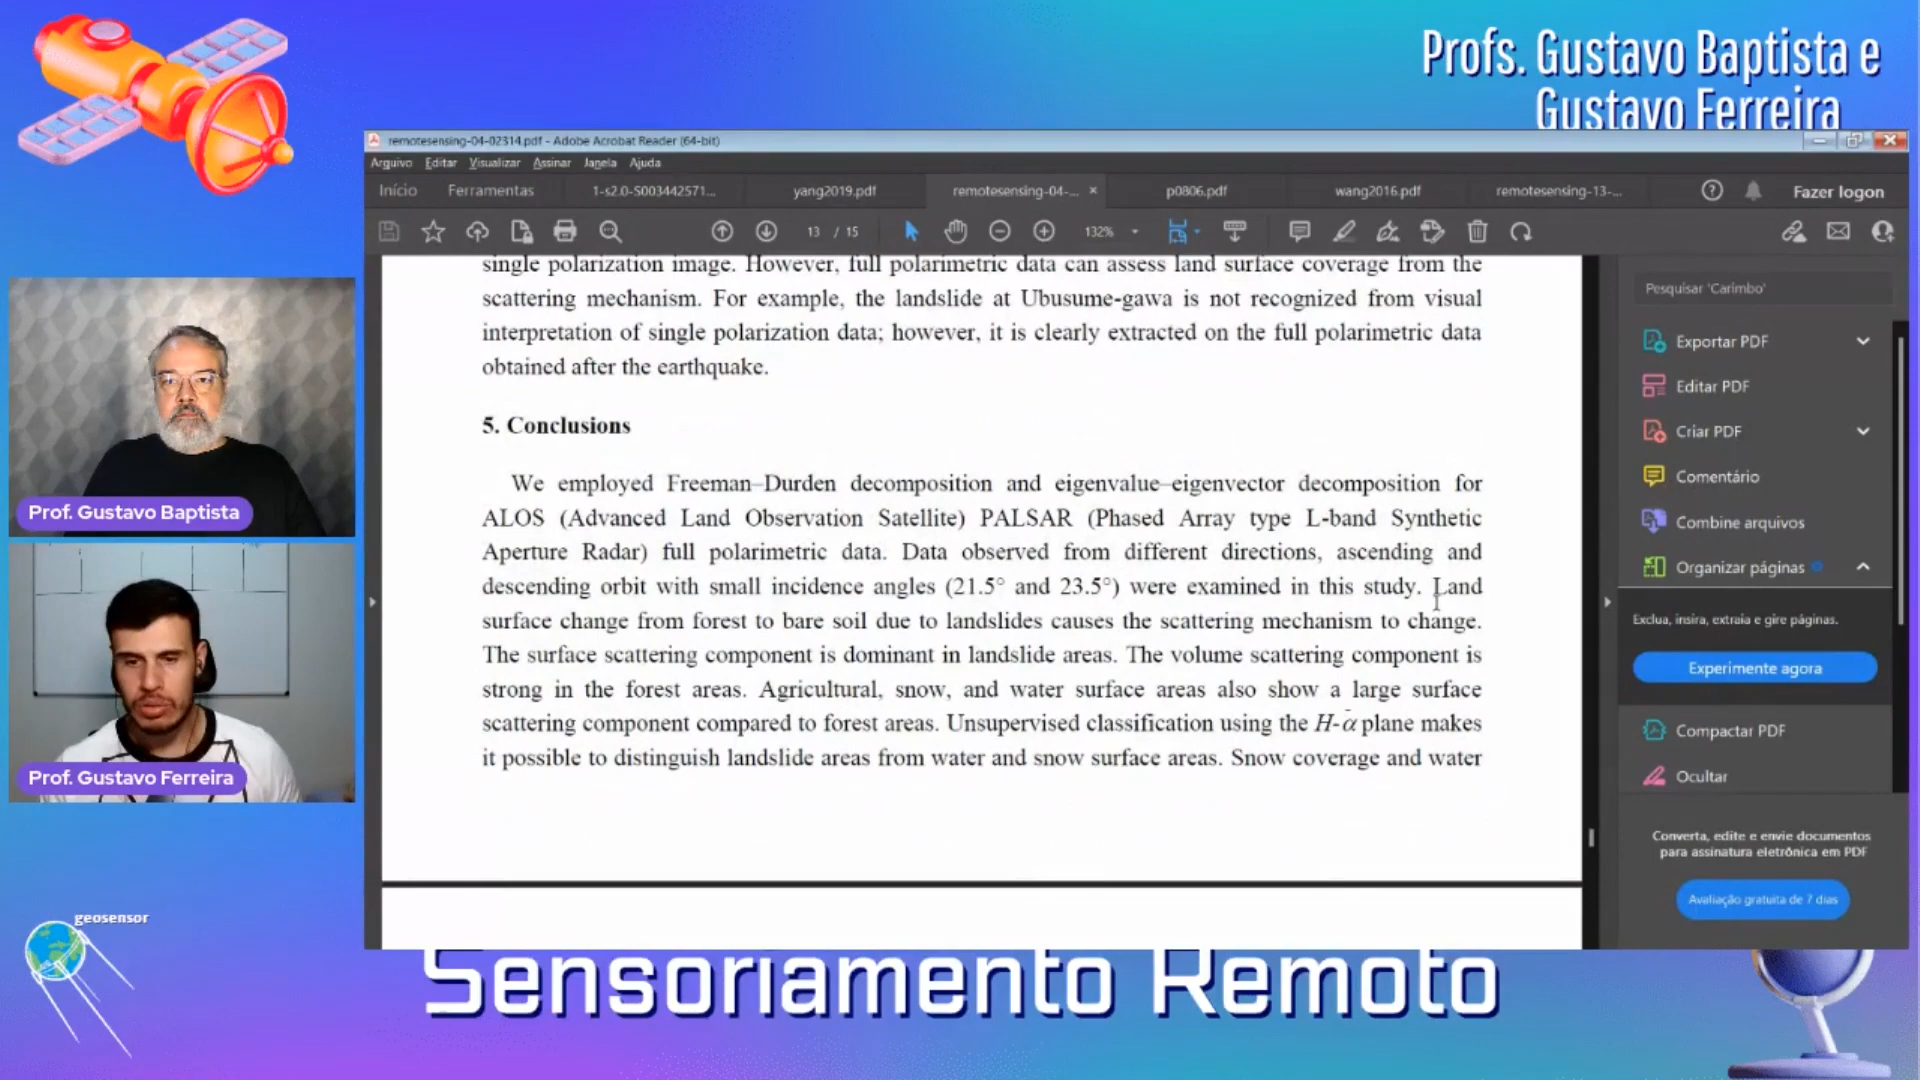 Profs. Gustavo Baptista e
Gustavo Ferreira
remotesensing-04-02314.pdf - Adobe Acrobat Reader (64-bit)
Arquivo Editar Visualizar Assinar Janela Ajuda
Início Ferramentas 1-s2.0-S003442571... yang2019.pdf remotesensing-04-... × p0806.pdf wang2016.pdf remotesensing-13-... Fazer logon
13 / 15 132%
single polarization image. However, full polarimetric data can assess land surface coverage from the
scattering mechanism. For example, the landslide at Ubusume-gawa is not recognized from visual
interpretation of single polarization data; however, it is clearly extracted on the full polarimetric data
obtained after the earthquake.
5. Conclusions
We employed Freeman–Durden decomposition and eigenvalue–eigenvector decomposition for
ALOS (Advanced Land Observation Satellite) PALSAR (Phased Array type L-band Synthetic
Aperture Radar) full polarimetric data. Data observed from different directions, ascending and
descending orbit with small incidence angles (21.5° and 23.5°) were examined in this study. Land
surface change from forest to bare soil due to landslides causes the scattering mechanism to change.
The surface scattering component is dominant in landslide areas. The volume scattering component is
strong in the forest areas. Agricultural, snow, and water surface areas also show a large surface
scattering component compared to forest areas. Unsupervised classification using the H-ᾱ plane makes
it possible to distinguish landslide areas from water and snow surface areas. Snow coverage and water
Pesquisar 'Carimbo'
Exportar PDF
Editar PDF
Criar PDF
Comentário
Combine arquivos
Organizar páginas
Exclua, insira, extraia e gire páginas.
Experimente agora
Compactar PDF
Ocultar
Converta, edite e envie documentos
para assinatura eletrônica em PDF
Avaliação gratuita de 7 dias
Prof. Gustavo Baptista
Prof. Gustavo Ferreira
geosensor
Sensoriamento Remoto